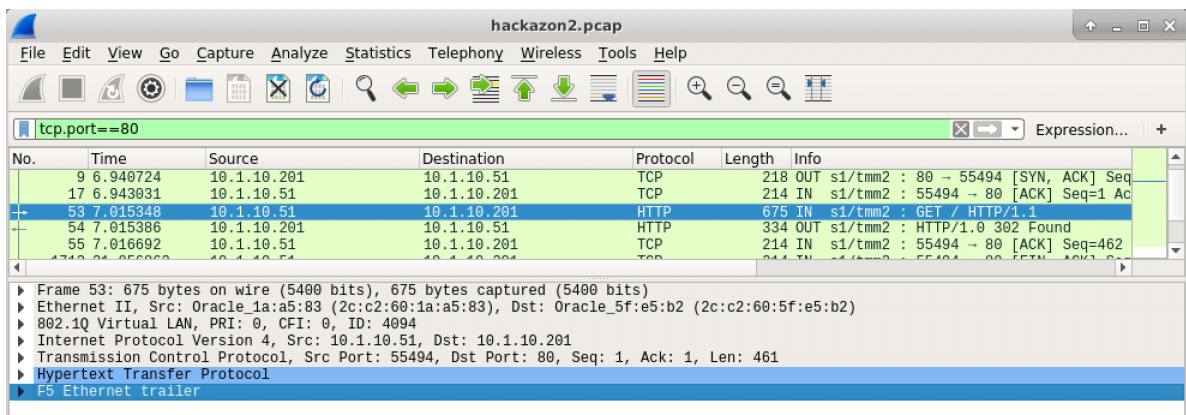 hackazon2.pcap
File Edit View Go Capture Analyze Statistics Telephony Wireless Tools Help
tcp.port==80 Expression... +
No. Time Source Destination Protocol Length Info
9 6.940724 10.1.10.201 10.1.10.51 TCP 218 OUT s1/tmm2 : 80 → 55494 [SYN, ACK] Seq
17 6.943031 10.1.10.51 10.1.10.201 TCP 214 IN s1/tmm2 : 55494 → 80 [ACK] Seq=1 Ac
53 7.015348 10.1.10.51 10.1.10.201 HTTP 675 IN s1/tmm2 : GET / HTTP/1.1
54 7.015386 10.1.10.201 10.1.10.51 HTTP 334 OUT s1/tmm2 : HTTP/1.0 302 Found
55 7.016692 10.1.10.51 10.1.10.201 TCP 214 IN s1/tmm2 : 55494 → 80 [ACK] Seq=462
Frame 53: 675 bytes on wire (5400 bits), 675 bytes captured (5400 bits)
Ethernet II, Src: Oracle_1a:a5:83 (2c:c2:60:1a:a5:83), Dst: Oracle_5f:e5:b2 (2c:c2:60:5f:e5:b2)
802.1Q Virtual LAN, PRI: 0, CFI: 0, ID: 4094
Internet Protocol Version 4, Src: 10.1.10.51, Dst: 10.1.10.201
Transmission Control Protocol, Src Port: 55494, Dst Port: 80, Seq: 1, Ack: 1, Len: 461
Hypertext Transfer Protocol
F5 Ethernet trailer